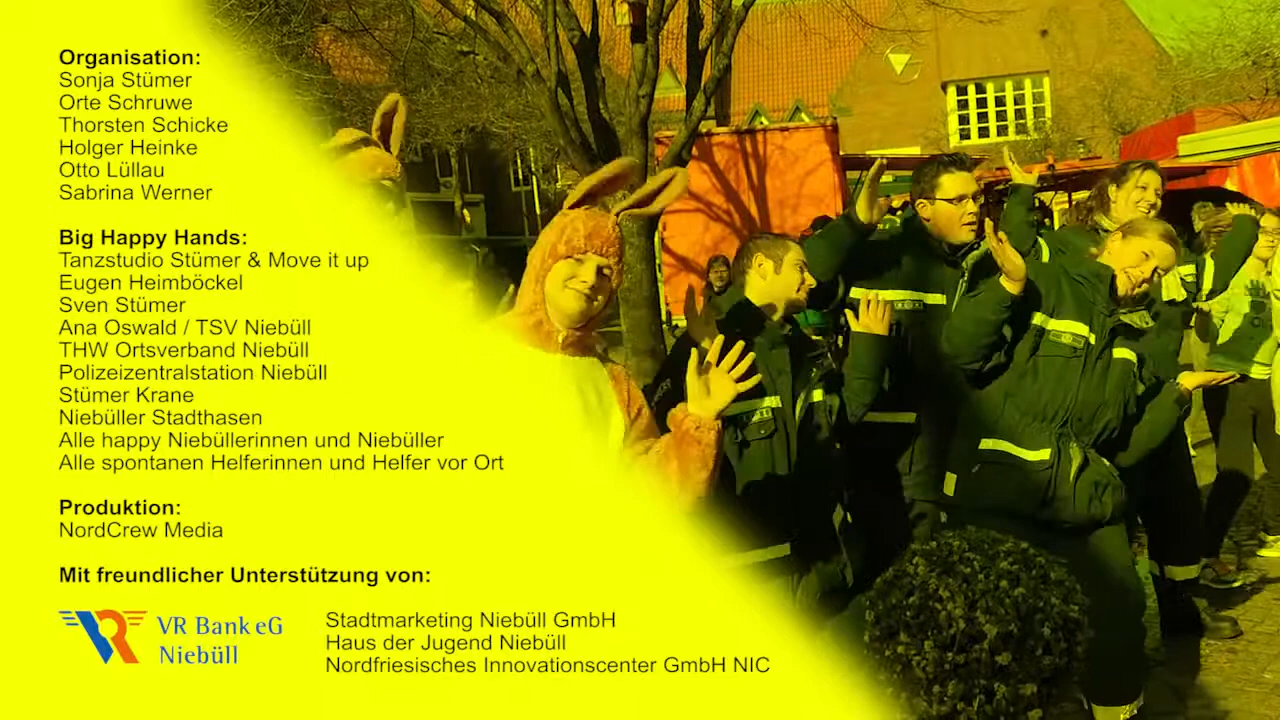 Organisation:
Sonja Stümer
Orte Schruwe
Thorsten Schicke
Holger Heinke
Otto Lüllau
Sabrina Werner
Big Happy Hands:
Tanzstudio Stümer & Move it up
Eugen Heimböckel
Sven Stümer
Ana Oswald / TSV Niebüll
THW Ortsverband Niebüll
Polizeizentralstation Niebüll
Stümer Krane
Niebüller Stadthasen
Alle happy Niebüllerinnen und Niebüller
Alle spontanen Helferinnen und Helfer vor Ort
Produktion:
NordCrew Media
Mit freundlicher Unterstützung von:
VR Bank eG
Niebüll
Stadtmarketing Niebüll GmbH
Haus der Jugend Niebüll
Nordfriesisches Innovationscenter GmbH NIC